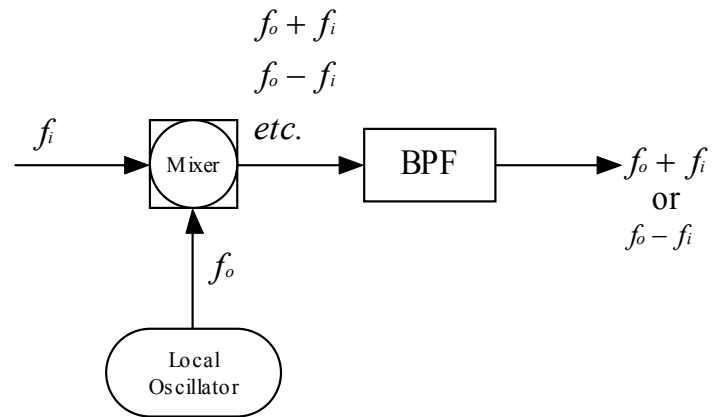 fo + fi
fo − fi
etc.
fi
Mixer
BPF
fo + fi
or
fo − fi
fo
Local
Oscillator